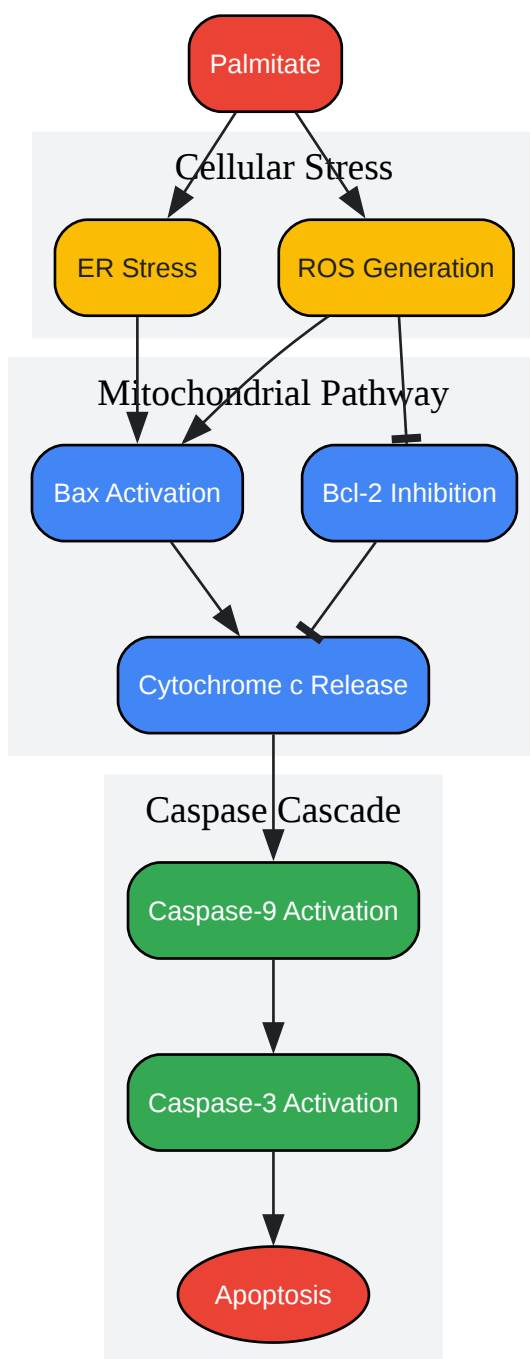 Palmitate
Cellular Stress
ER Stress
ROS Generation
Mitochondrial Pathway
Bax Activation
Bcl-2 Inhibition
Cytochrome c Release
Caspase Cascade
Caspase-9 Activation
Caspase-3 Activation
Apoptosis